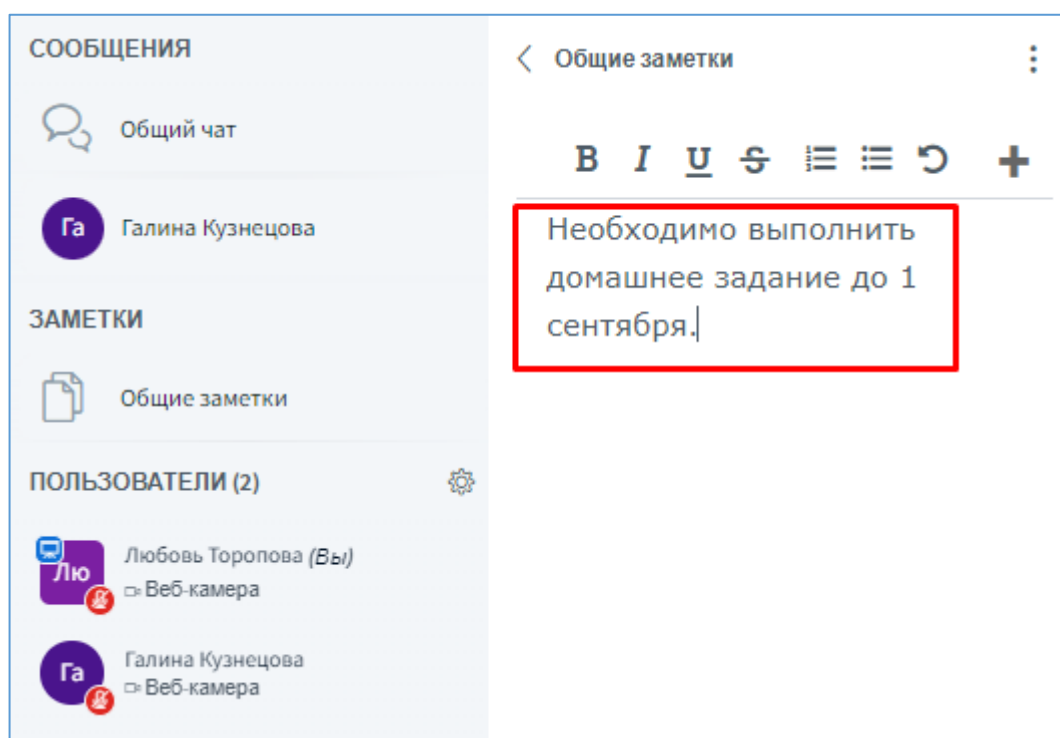 СООБЩЕНИЯ
Общий чат
Га
Галина Кузнецова
ЗАМЕТКИ
Общие заметки
ПОЛЬЗОВАТЕЛИ (2)
Лю
Любовь Торопова (Вы)
Веб-камера
Га
Галина Кузнецова
Веб-камера
Общие заметки
B I U S
Необходимо выполнить
домашнее задание до 1
сентября.